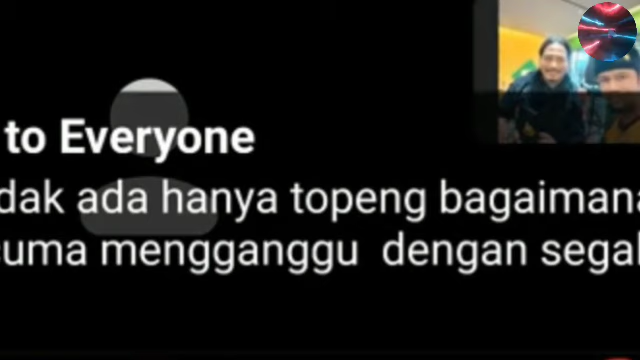 to Everyone
dak ada hanya topeng bagaimana
uma mengganggu dengan segal